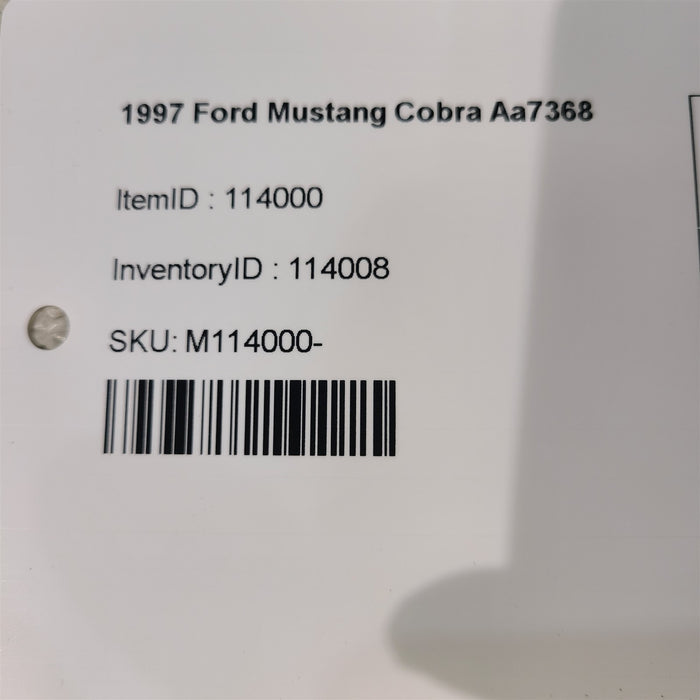 1997 Ford Mustang Cobra Aa7368
ItemID : 114000
InventoryID : 114008
SKU: M114000-